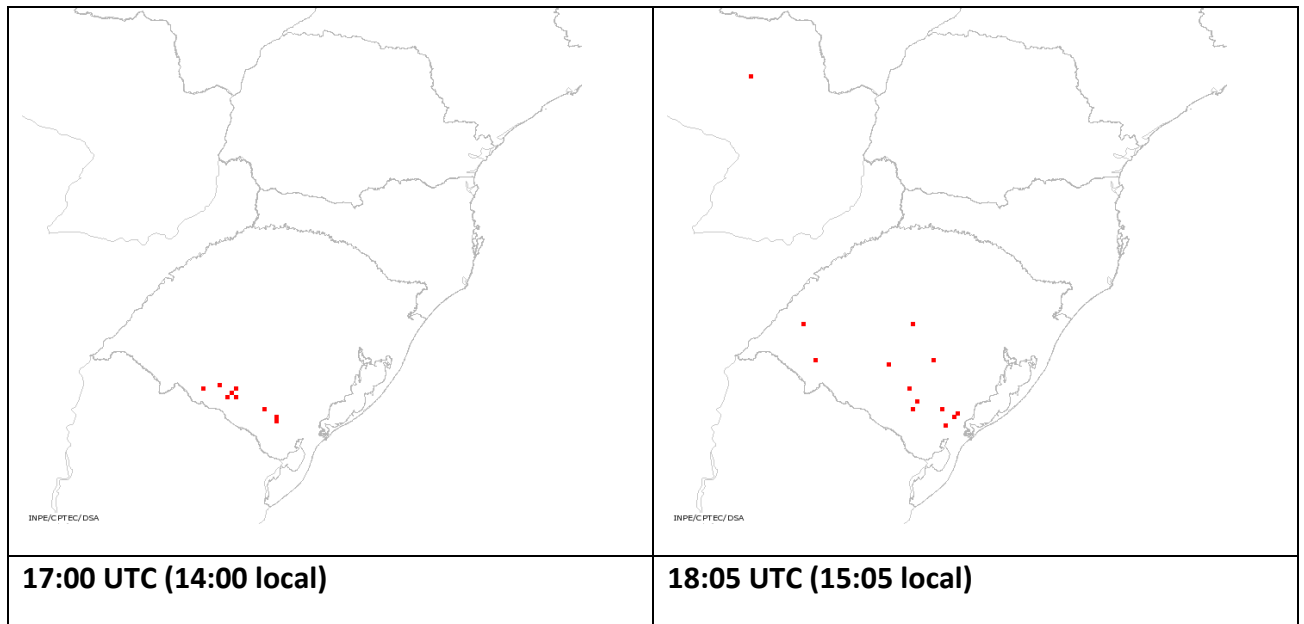 INPE/CPTEC/DSA
INPE/CPTEC/DSA
17:00 UTC (14:00 local)
18:05 UTC (15:05 local)